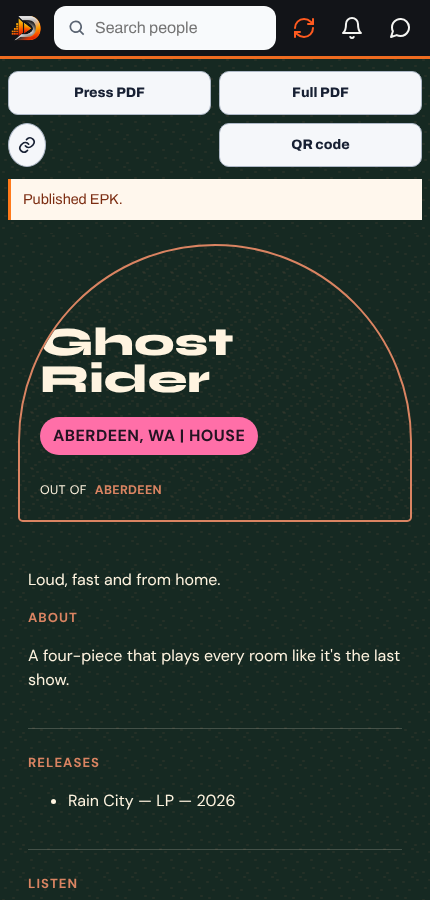 Search people
Press PDF
Full PDF
QR code
Published EPK.
Ghost
Rider
ABERDEEN, WA | HOUSE
OUT OF ABERDEEN
Loud, fast and from home.
ABOUT
A four-piece that plays every room like it's the last
show.
RELEASES
Rain City — LP — 2026
LISTEN